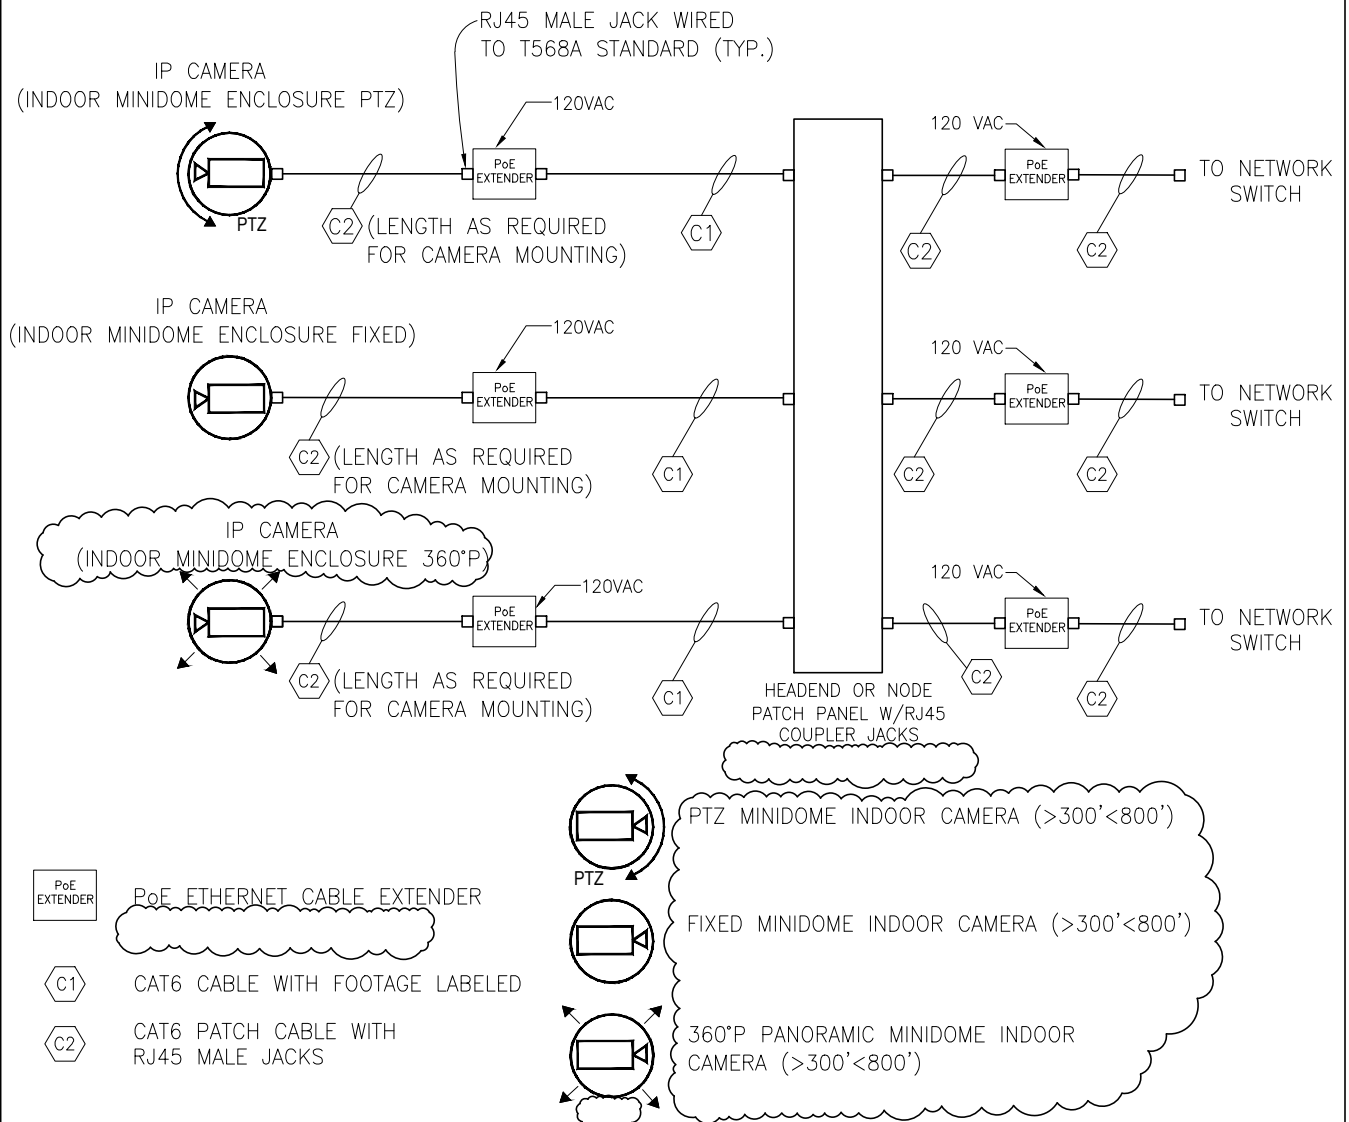 RJ45 MALE JACK WIRED
TO T568A STANDARD (TYP.)
IP CAMERA
(INDOOR MINIDOME ENCLOSURE PTZ)
120VAC
120 VAC
PoE
EXTENDER
PoE
EXTENDER
TO NETWORK
SWITCH
PTZ
C2
(LENGTH AS REQUIRED
FOR CAMERA MOUNTING)
C1
C2
C2
IP CAMERA
(INDOOR MINIDOME ENCLOSURE FIXED)
120VAC
120 VAC
PoE
EXTENDER
PoE
EXTENDER
TO NETWORK
SWITCH
C2
(LENGTH AS REQUIRED
FOR CAMERA MOUNTING)
C1
C2
C2
IP CAMERA
(INDOOR MINIDOME ENCLOSURE 360°P)
120VAC
120 VAC
PoE
EXTENDER
PoE
EXTENDER
TO NETWORK
SWITCH
C2
(LENGTH AS REQUIRED
FOR CAMERA MOUNTING)
C1
C2
C2
HEADEND OR NODE
PATCH PANEL W/RJ45
COUPLER JACKS
PTZ
PTZ MINIDOME INDOOR CAMERA (>300'<800')
PoE
EXTENDER
PoE ETHERNET CABLE EXTENDER
FIXED MINIDOME INDOOR CAMERA (>300'<800')
C1
CAT6 CABLE WITH FOOTAGE LABELED
C2
CAT6 PATCH CABLE WITH
RJ45 MALE JACKS
360°P PANORAMIC MINIDOME INDOOR
CAMERA (>300'<800')